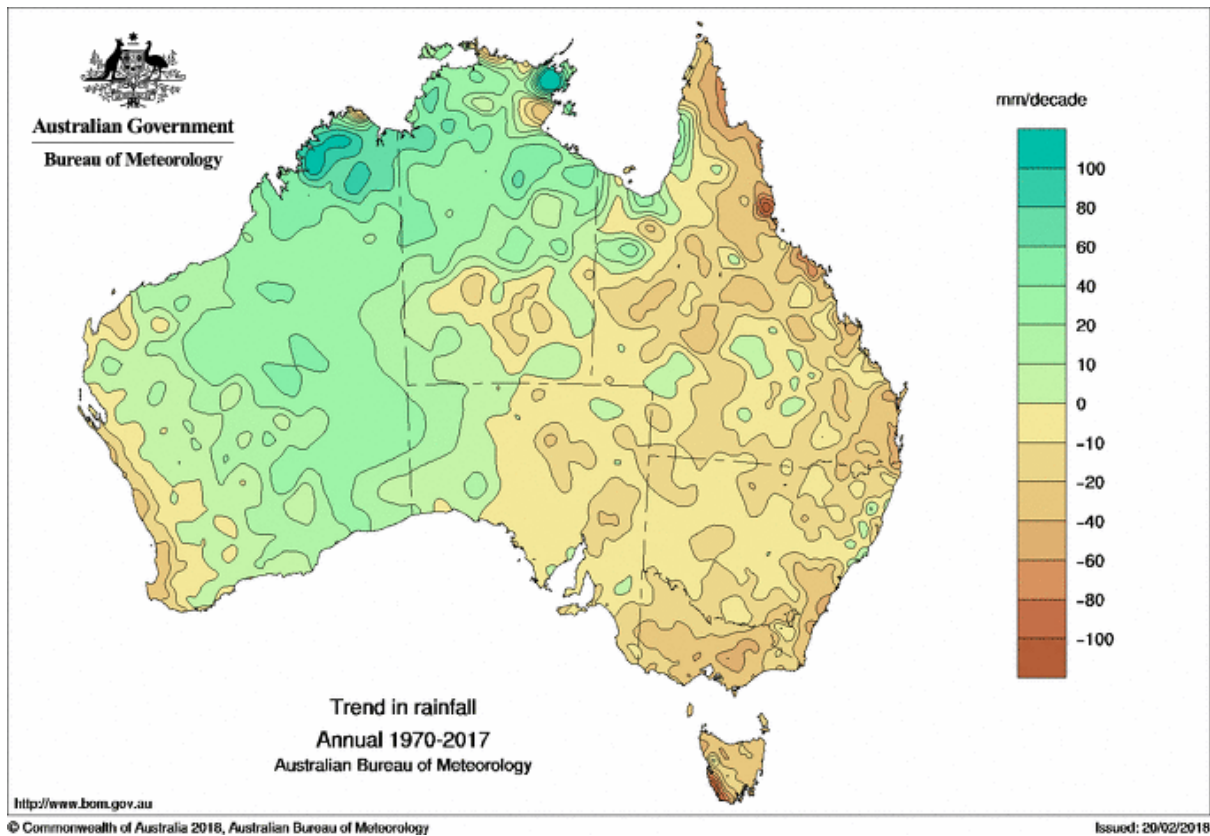 Australian Government
Bureau of Meteorology
mm/decade
100
80
60
40
20
10
0
-10
-20
-40
-60
-80
-100
Trend in rainfall
Annual 1970-2017
Australian Bureau of Meteorology
http://www.bom.gov.au
© Commonwealth of Australia 2018, Australian Bureau of Meteorology
Issued: 20/02/2018